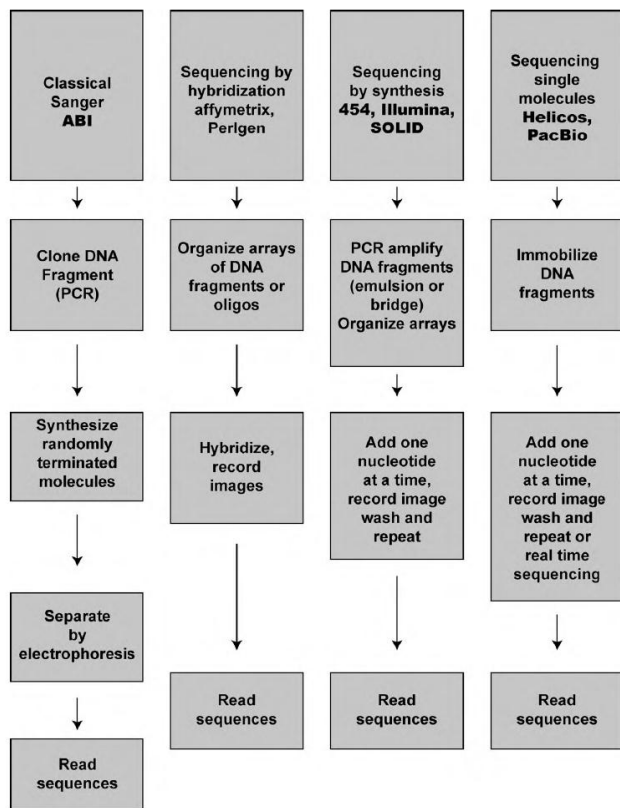 Classical
Sanger
ABI
Clone DNA
Fragment
(PCR)
Synthesize
randomly
terminated
molecules
Separate
by
electrophoresis
Read
sequences
Sequencing by
hybridization
affymetrix,
Perlgen
Organize arrays
of DNA
fragments or
oligos
Hybridize,
record
images
Read
sequences
Sequencing
by synthesis
454, Illumina,
SOLID
PCR amplify
DNA fragments
(emulsion or
bridge)
Organize arrays
Add one
nucleotide
at a time,
record image
wash and
repeat
Read
sequences
Sequencing
single
molecules
Helicos,
PacBio
Immobilize
DNA
fragments
Add one
nucleotide
at a time,
record image
wash and
repeat or
real time
sequencing
Read
sequences